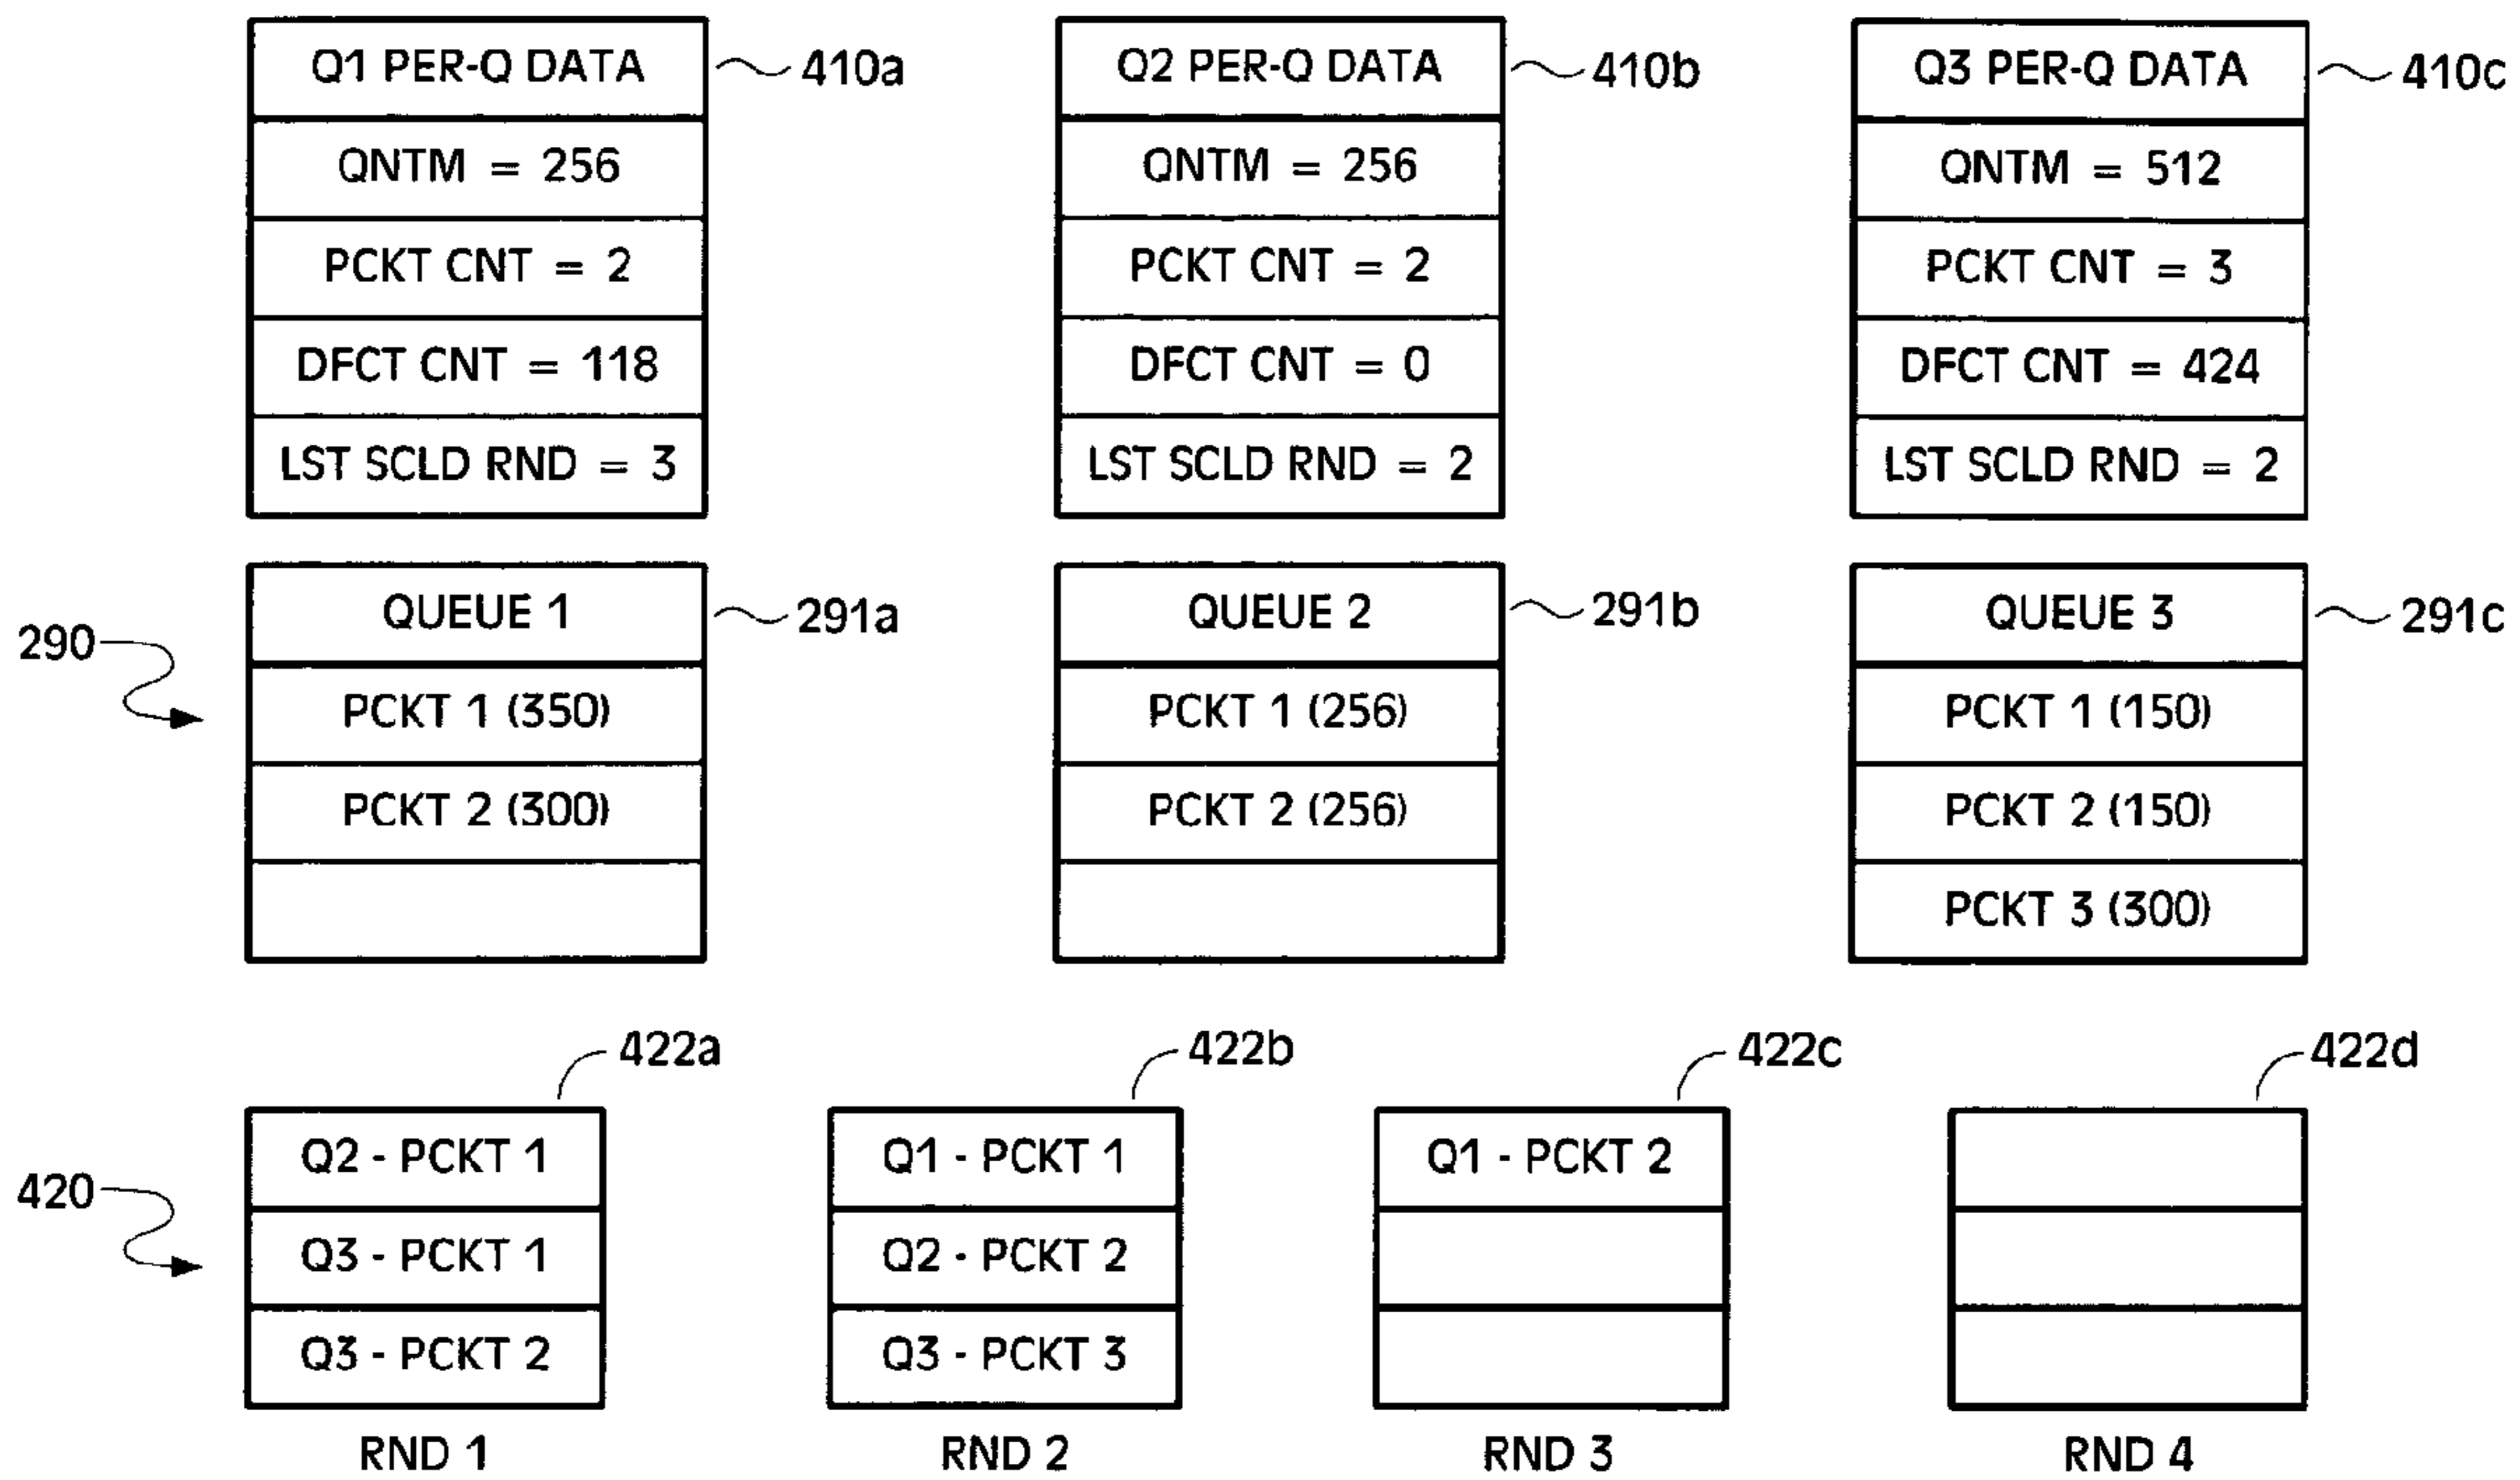 Q1 PER-Q DATA
410a
QNTM = 256
PCKT CNT = 2
DFCT CNT = 118
LST SCLD RND = 3
Q2 PER-Q DATA
410b
QNTM = 256
PCKT CNT = 2
DFCT CNT = 0
LST SCLD RND = 2
Q3 PER-Q DATA
410c
QNTM = 512
PCKT CNT = 3
DFCT CNT = 424
LST SCLD RND = 2
290
QUEUE 1
291a
PCKT 1 (350)
PCKT 2 (300)
QUEUE 2
291b
PCKT 1 (256)
PCKT 2 (256)
QUEUE 3
291c
PCKT 1 (150)
PCKT 2 (150)
PCKT 3 (300)
420
422a
Q2 - PCKT 1
Q3 - PCKT 1
Q3 - PCKT 2
RND 1
422b
Q1 - PCKT 1
Q2 - PCKT 2
Q3 - PCKT 3
RND 2
422c
Q1 - PCKT 2
RND 3
422d
RND 4